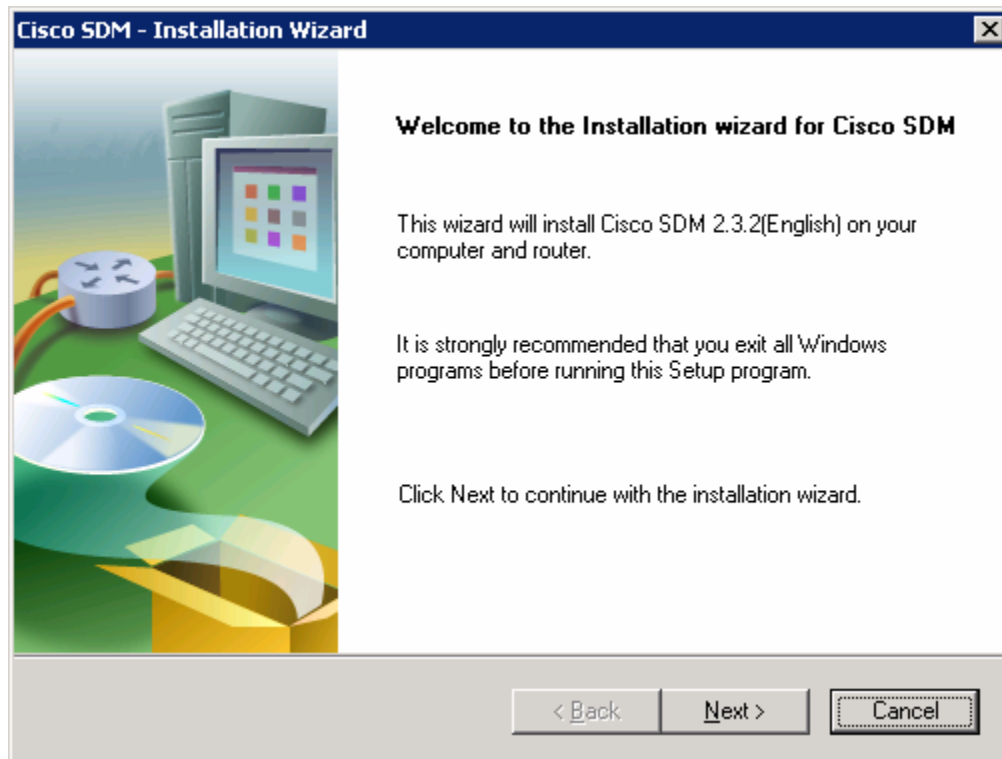 Cisco SDM - Installation Wizard
Welcome to the Installation wizard for Cisco SDM
This wizard will install Cisco SDM 2.3.2(English) on your
computer and router.
It is strongly recommended that you exit all Windows
programs before running this Setup program.
Click Next to continue with the installation wizard.
< Back
Next >
Cancel